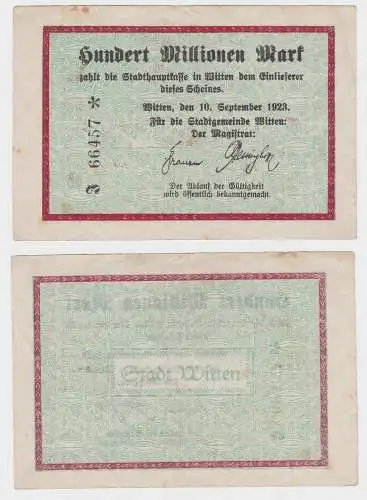 Hundert Millionen Mark
zahlt die Stadthauptkasse in Witten dem Einlieferer
dieses Scheines.
Witten, den 10. September 1923.
Für die Stadtgemeinde Witten:
Der Magistrat:
Der Ablauf der Gültigkeit
wird öffentlich bekanntgemacht.
J 66457 *
Stadt Witten